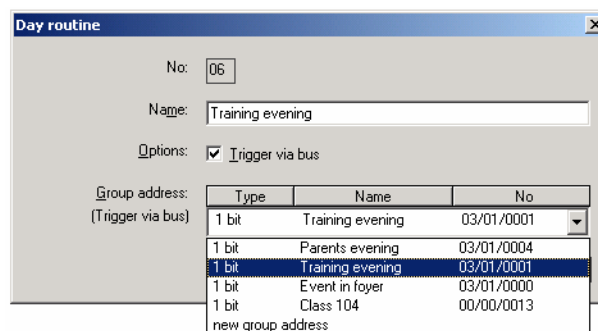 Day routine
No: 06
Name: Training evening
Options: Trigger via bus
Group address: Type Name No
(Trigger via bus) 1 bit Training evening 03/01/0001
1 bit Parents evening 03/01/0004
1 bit Training evening 03/01/0001
1 bit Event in foyer 03/01/0000
1 bit Class 104 00/00/0013
new group address